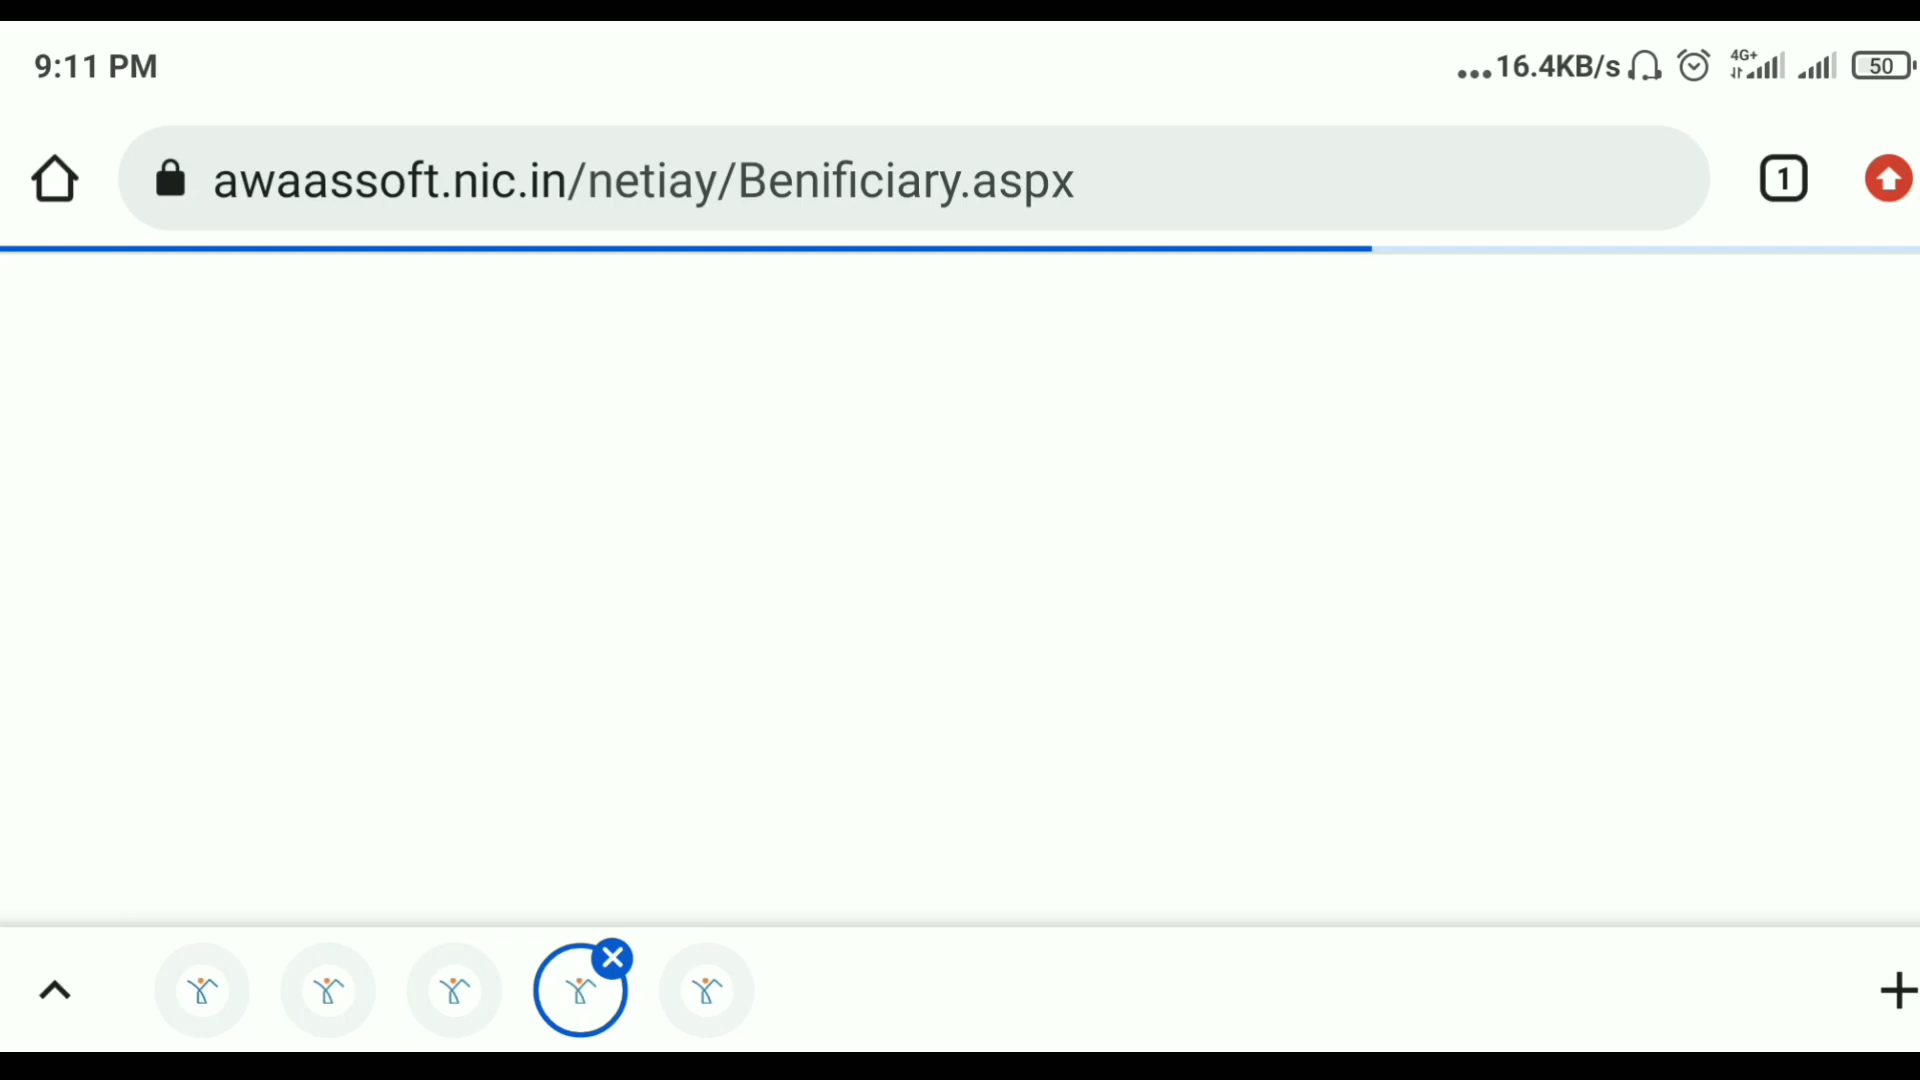 9:11 PM
...16.4KB/s 4G+ 50
awaassoft.nic.in/netiay/Benificiary.aspx
1